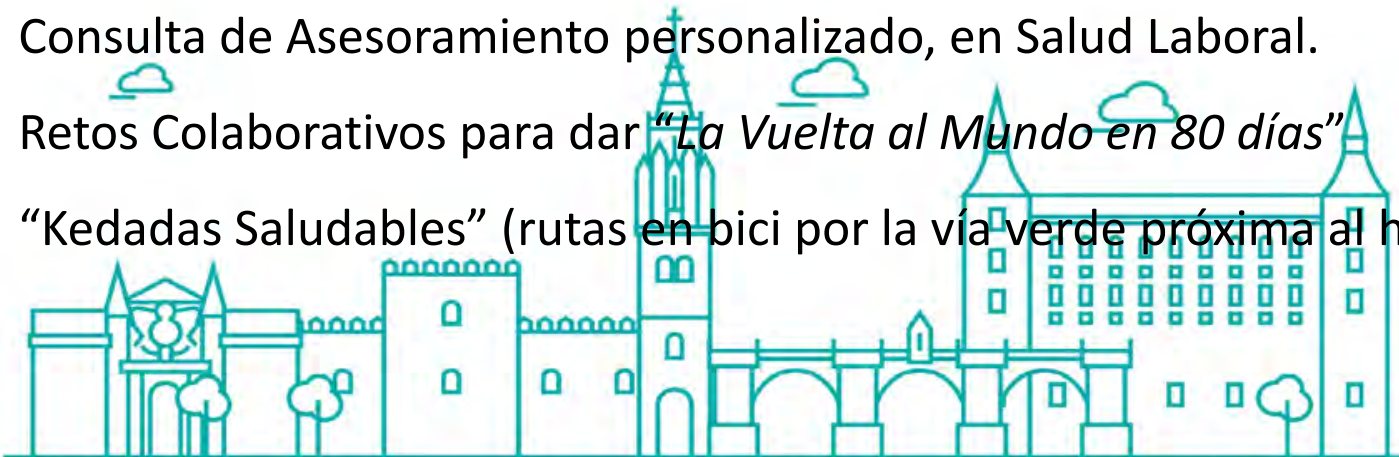 Consulta de Asesoramiento personalizado, en Salud Laboral.
Retos Colaborativos para dar “La Vuelta al Mundo en 80 días”
“Kedadas Saludables” (rutas en bici por la vía verde próxima al h